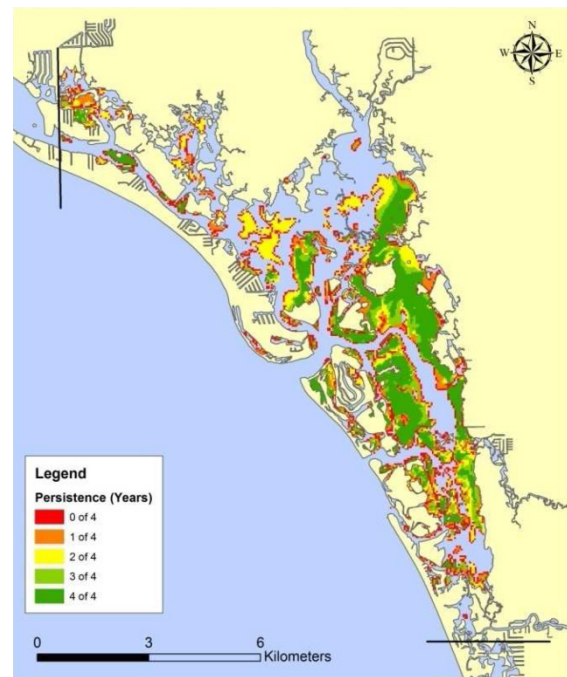 N
W E
S
Legend
Persistence (Years)
0 of 4
1 of 4
2 of 4
3 of 4
4 of 4
0 3 6
Kilometers